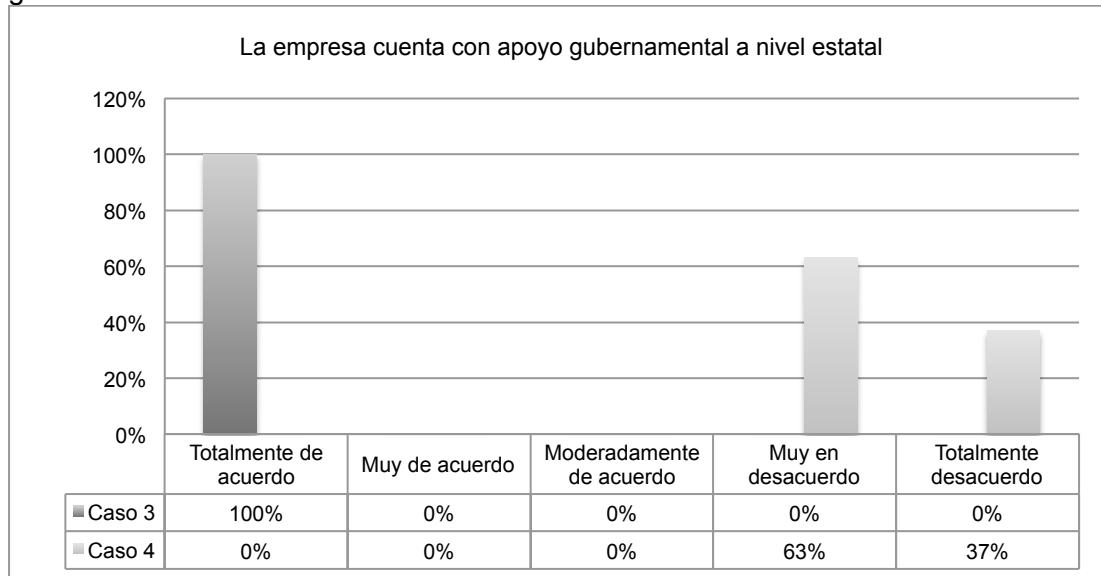 g
La empresa cuenta con apoyo gubernamental a nivel estatal
120%
100%
80%
60%
40%
20%
0%
Totalmente de acuerdo Muy de acuerdo Moderadamente de acuerdo Muy en desacuerdo Totalmente desacuerdo
Caso 3 100% 0% 0% 0% 0%
Caso 4 0% 0% 0% 63% 37%